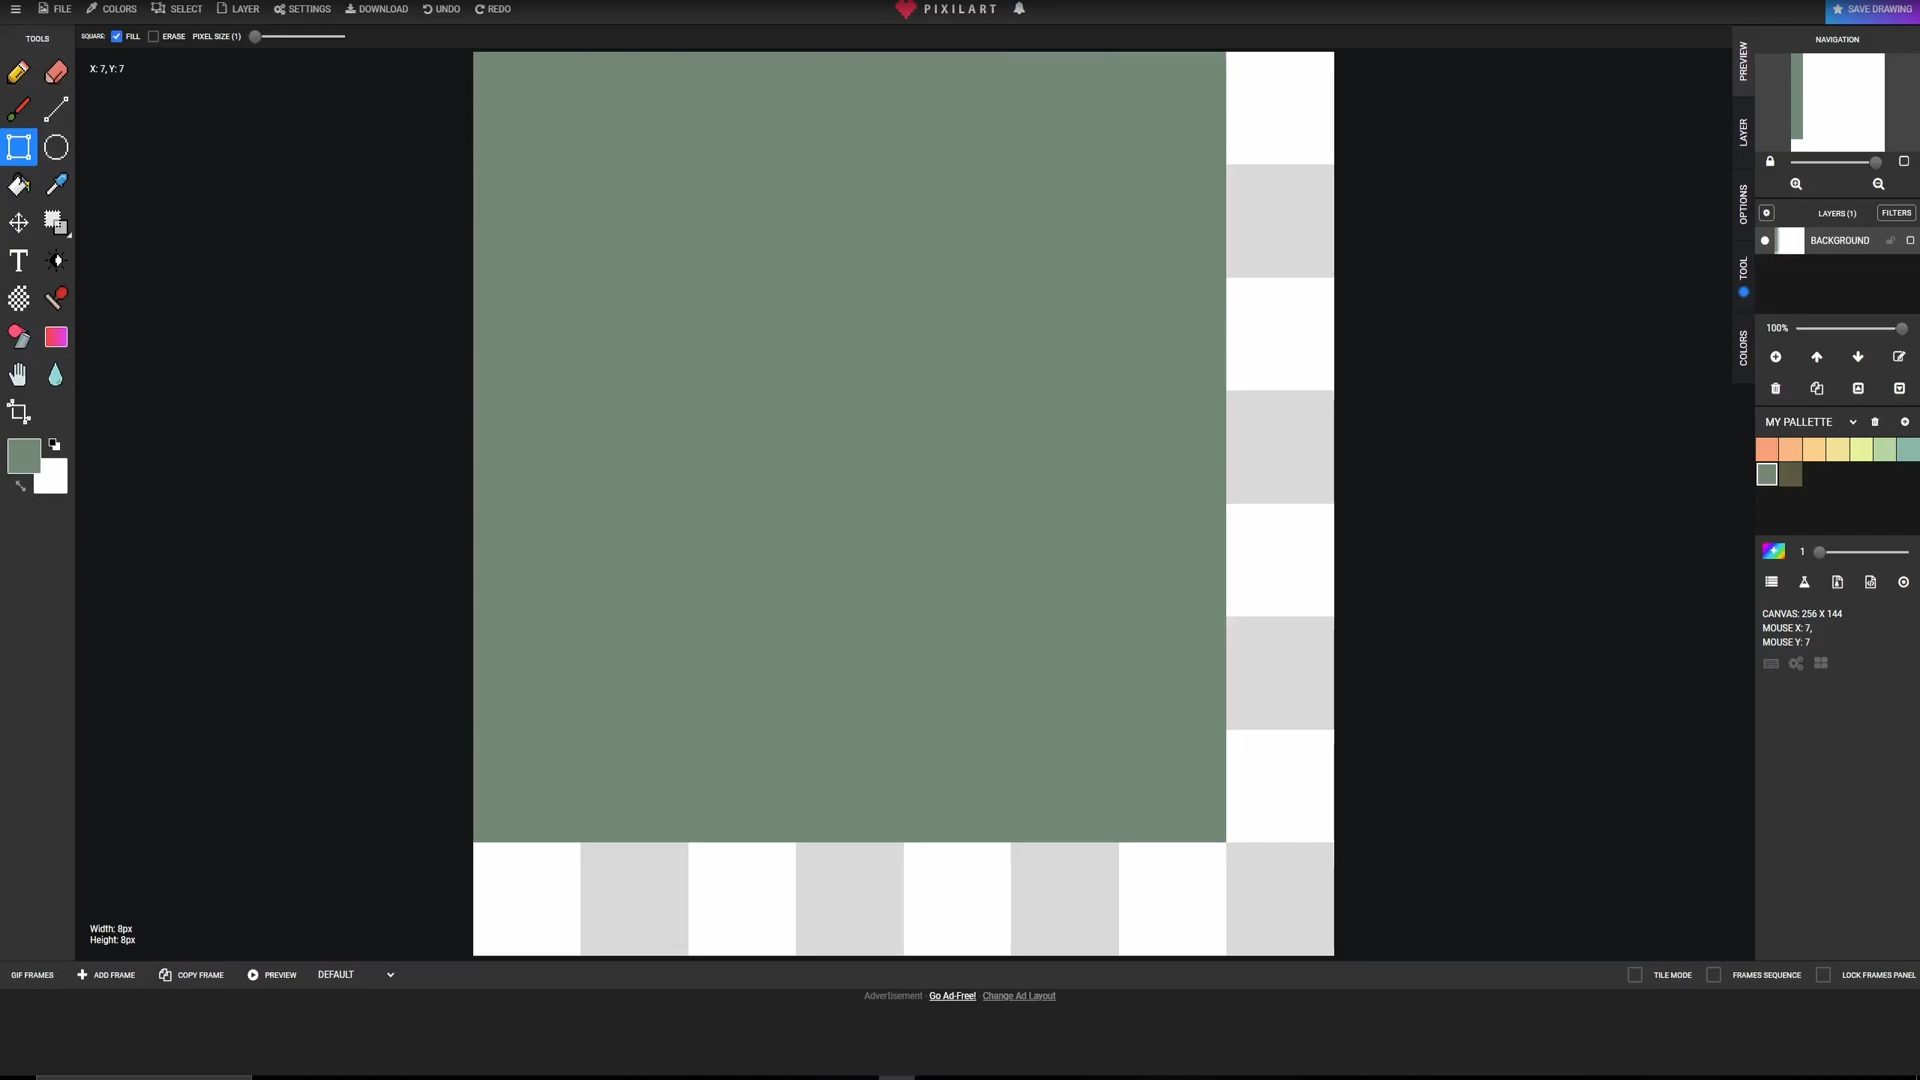 FILE COLORS SELECT LAYER SETTINGS DOWNLOAD UNDO REDO PIXILART SAVE DRAWING
TOOLS
SQUARE: FILL ERASE PIXEL SIZE (1)
X: 7, Y: 7
Width: 8px
Height: 8px
PREVIEW
LAYER
OPTIONS
TOOL
COLORS
NAVIGATION
LAYERS (1) FILTERS
BACKGROUND
100%
MY PALLETTE
1
CANVAS: 256 X 144
MOUSE X: 7,
MOUSE Y: 7
GIF FRAMES ADD FRAME COPY FRAME PREVIEW DEFAULT TILE MODE FRAMES SEQUENCE LOCK FRAMES PANEL
Advertisement · Go Ad-Free! Change Ad Layout